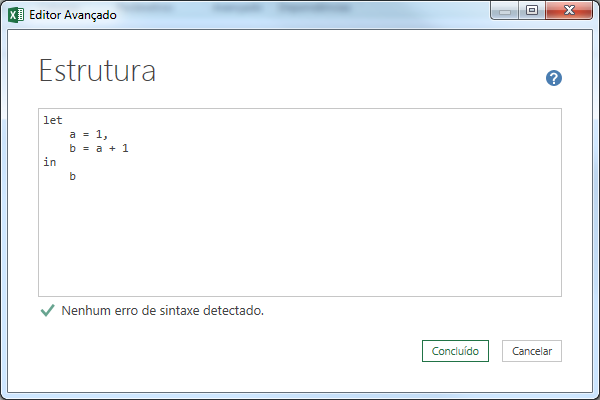 Editor Avançado
Estrutura
let
    a = 1,
    b = a + 1
in
    b
Nenhum erro de sintaxe detectado.
Concluído
Cancelar